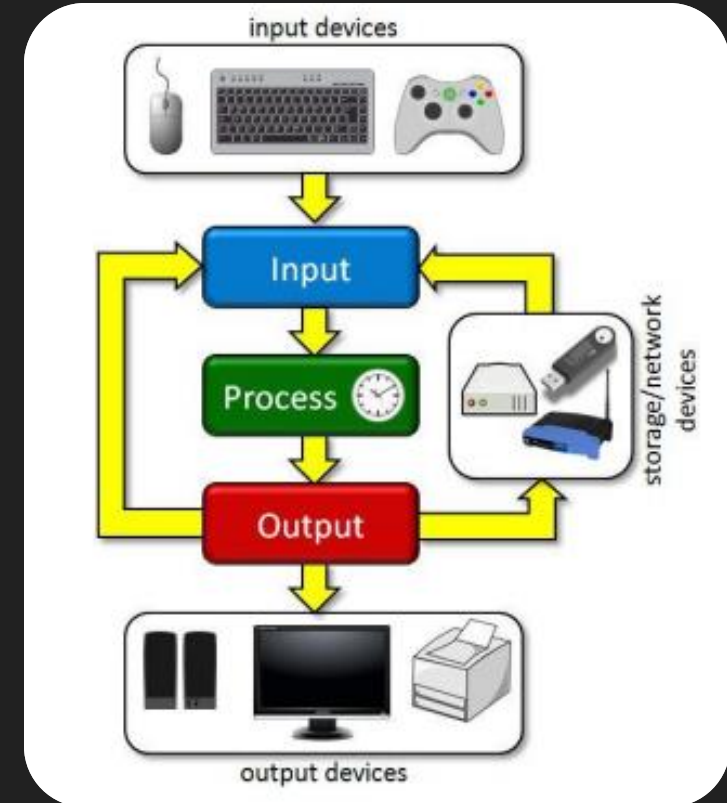 input devices
Input
Process
storage/network
devices
Output
output devices